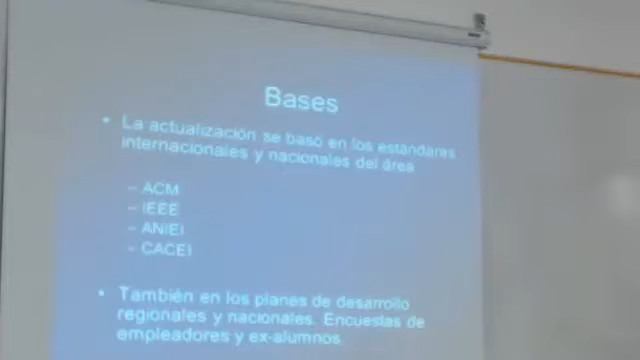 Bases
• La actualización se basó en los estándares
internacionales y nacionales del área
– ACM
– IEEE
– ANIEI
– CACEI
• También en los planes de desarrollo
regionales y nacionales. Encuestas de
empleadores y ex-alumnos